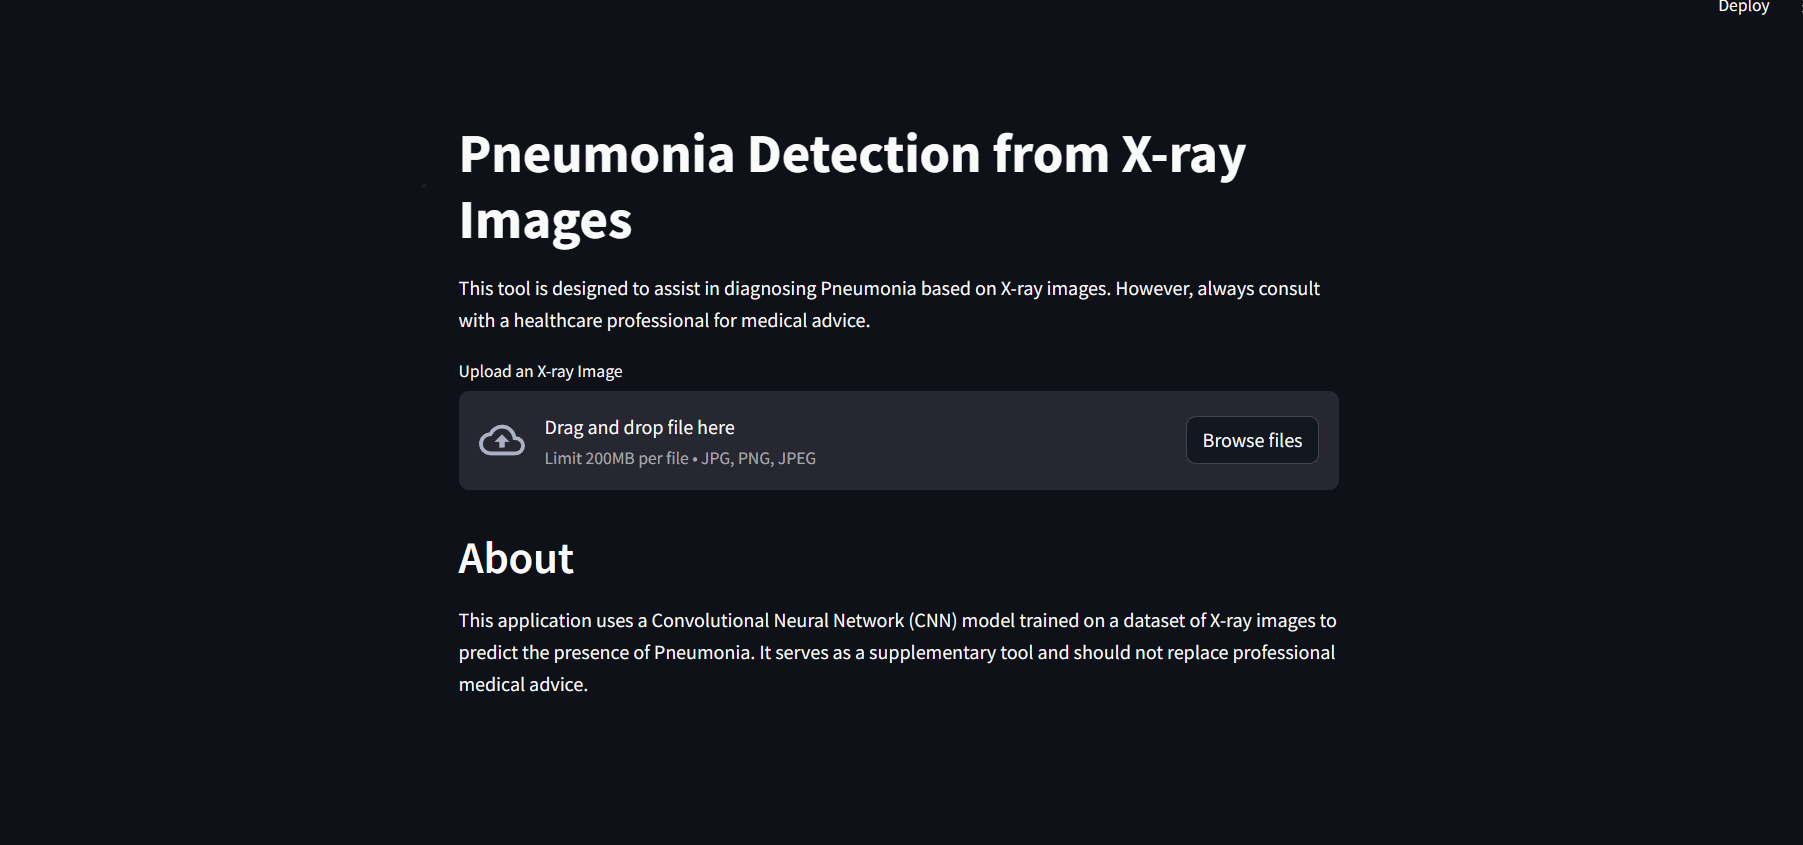 Deploy
Pneumonia Detection from X-ray
Images
This tool is designed to assist in diagnosing Pneumonia based on X-ray images. However, always consult
with a healthcare professional for medical advice.
Upload an X-ray Image
Drag and drop file here
Limit 200MB per file • JPG, PNG, JPEG
Browse files
About
This application uses a Convolutional Neural Network (CNN) model trained on a dataset of X-ray images to
predict the presence of Pneumonia. It serves as a supplementary tool and should not replace professional
medical advice.